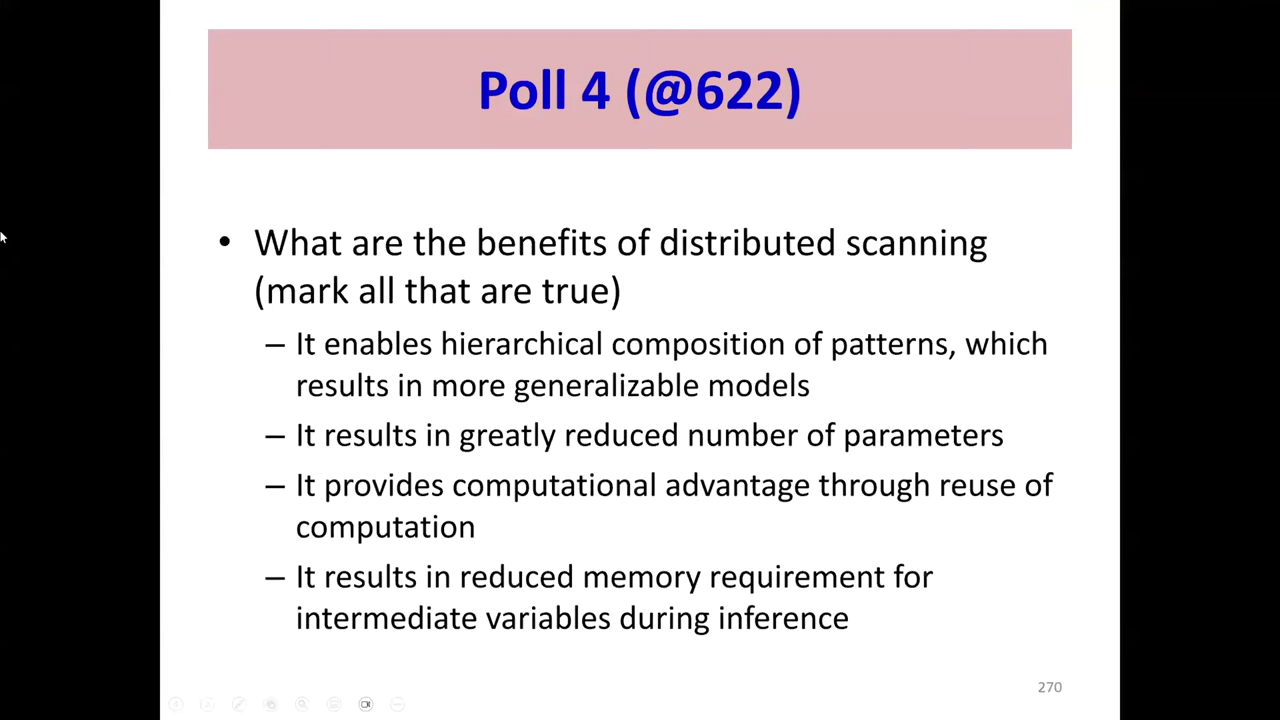 Poll 4 (@622)
• What are the benefits of distributed scanning
(mark all that are true)
– It enables hierarchical composition of patterns, which
results in more generalizable models
– It results in greatly reduced number of parameters
– It provides computational advantage through reuse of
computation
– It results in reduced memory requirement for
intermediate variables during inference
270